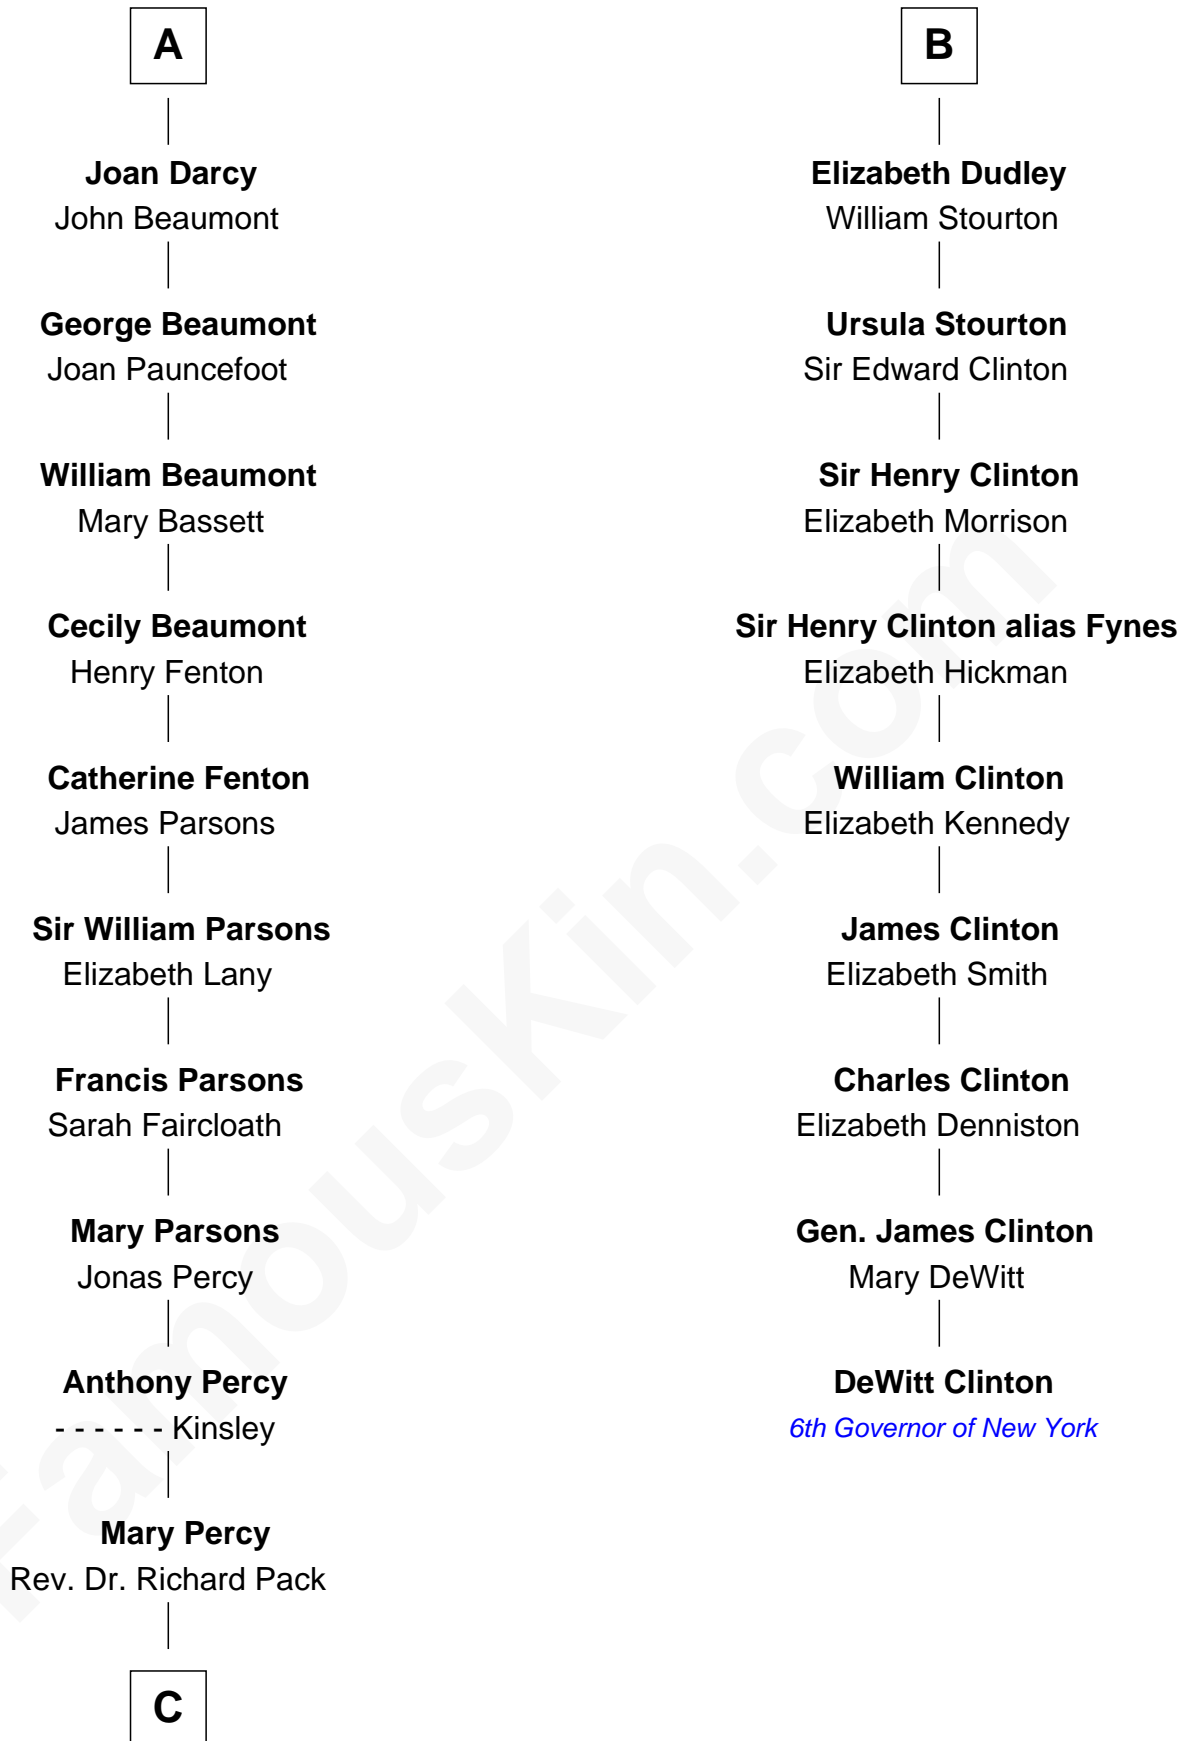 A
Joan Darcy
John Beaumont
George Beaumont
Joan Pauncefoot
William Beaumont
Mary Bassett
Cecily Beaumont
Henry Fenton
Catherine Fenton
James Parsons
Sir William Parsons
Elizabeth Lany
Francis Parsons
Sarah Faircloath
Mary Parsons
Jonas Percy
Anthony Percy
- - - - - - Kinsley
Mary Percy
Rev. Dr. Richard Pack
C
B
Elizabeth Dudley
William Stourton
Ursula Stourton
Sir Edward Clinton
Sir Henry Clinton
Elizabeth Morrison
Sir Henry Clinton alias Fynes
Elizabeth Hickman
William Clinton
Elizabeth Kennedy
James Clinton
Elizabeth Smith
Charles Clinton
Elizabeth Denniston
Gen. James Clinton
Mary DeWitt
DeWitt Clinton
6th Governor of New York
FamousKin.com